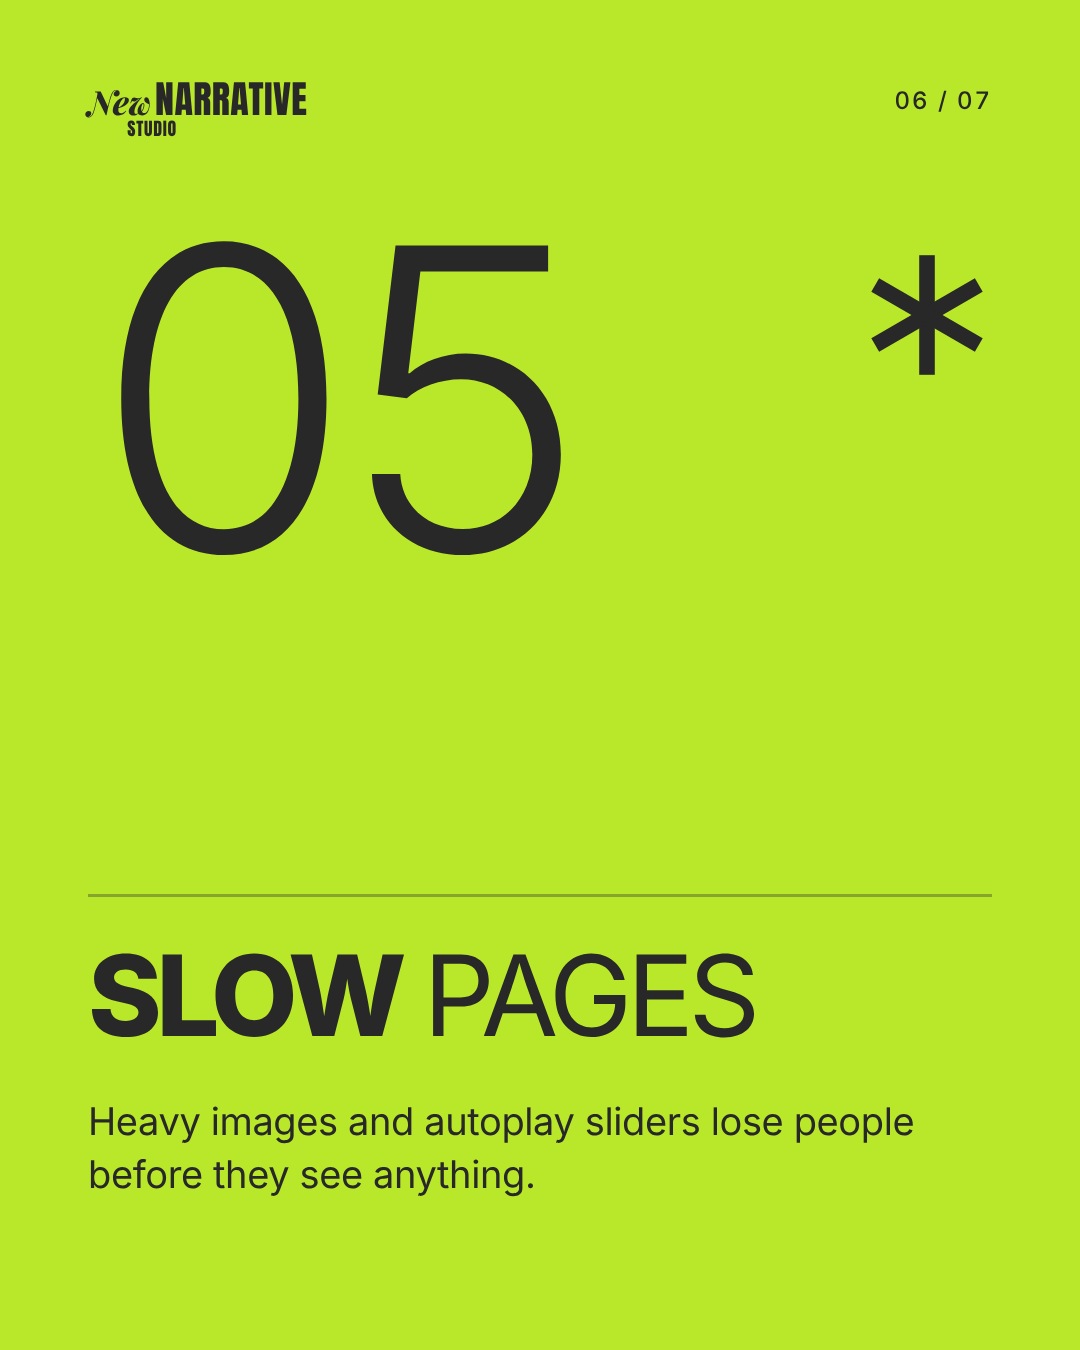 New NARRATIVE
STUDIO
06 / 07
05
*
SLOW PAGES
Heavy images and autoplay sliders lose people
before they see anything.